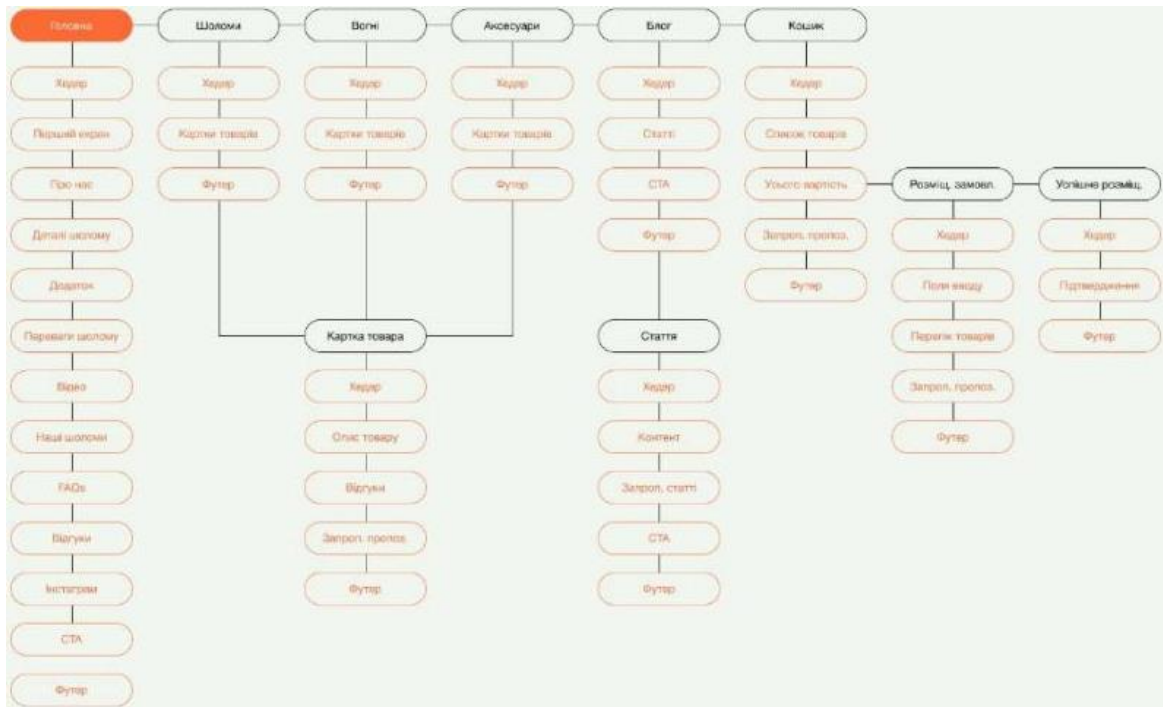 Головна
Шоломи
Вогні
Аксесуари
Блог
Кошик
Хедер
Хедер
Хедер
Хедер
Хедер
Хедер
Перший екран
Картки товарів
Картки товарів
Картки товарів
Статті
Список товарів
Про нас
Футер
Футер
Футер
СТА
Усього вартість
Розміщ. замовл.
Успішне розміщ.
Деталі шолому
Футер
Запроп. пропоз.
Хедер
Хедер
Додаток
Футер
Поля вводу
Підтвердження
Переваги шолому
Картка товара
Стаття
Перелік товарів
Футер
Відео
Хедер
Хедер
Запроп. пропоз.
Наші шоломи
Опис товару
Контент
Футер
FAQs
Відгуки
Запроп. статті
Відгуки
Запроп. пропоз
СТА
Інстаграм
Футер
Футер
СТА
Футер